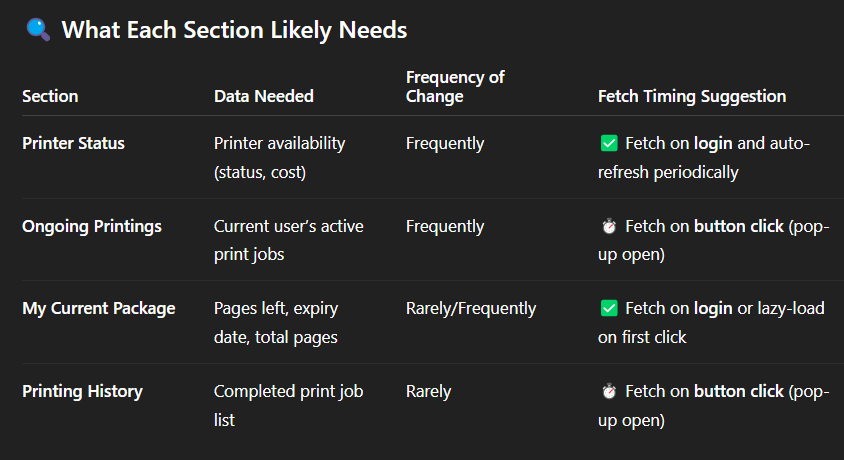 🔍 What Each Section Likely Needs
Frequency of
Section Data Needed Change Fetch Timing Suggestion
Printer Status Printer availability Frequently ✅ Fetch on login and auto-
(status, cost) refresh periodically
Ongoing Printings Current user’s active Frequently ⏱ Fetch on button click (pop-
print jobs up open)
My Current Package Pages left, expiry Rarely/Frequently ✅ Fetch on login or lazy-load
date, total pages on first click
Printing History Completed print job Rarely ⏱ Fetch on button click (pop-
list up open)